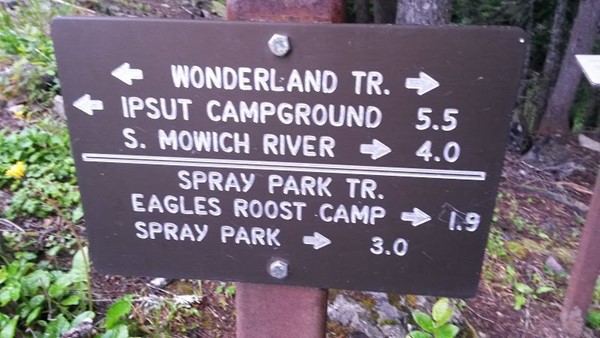 ← WONDERLAND TR. →
← IPSUT CAMPGROUND 5.5
S. MOWICH RIVER → 4.0
SPRAY PARK TR.
EAGLES ROOST CAMP → 1.9
SPRAY PARK → 3.0